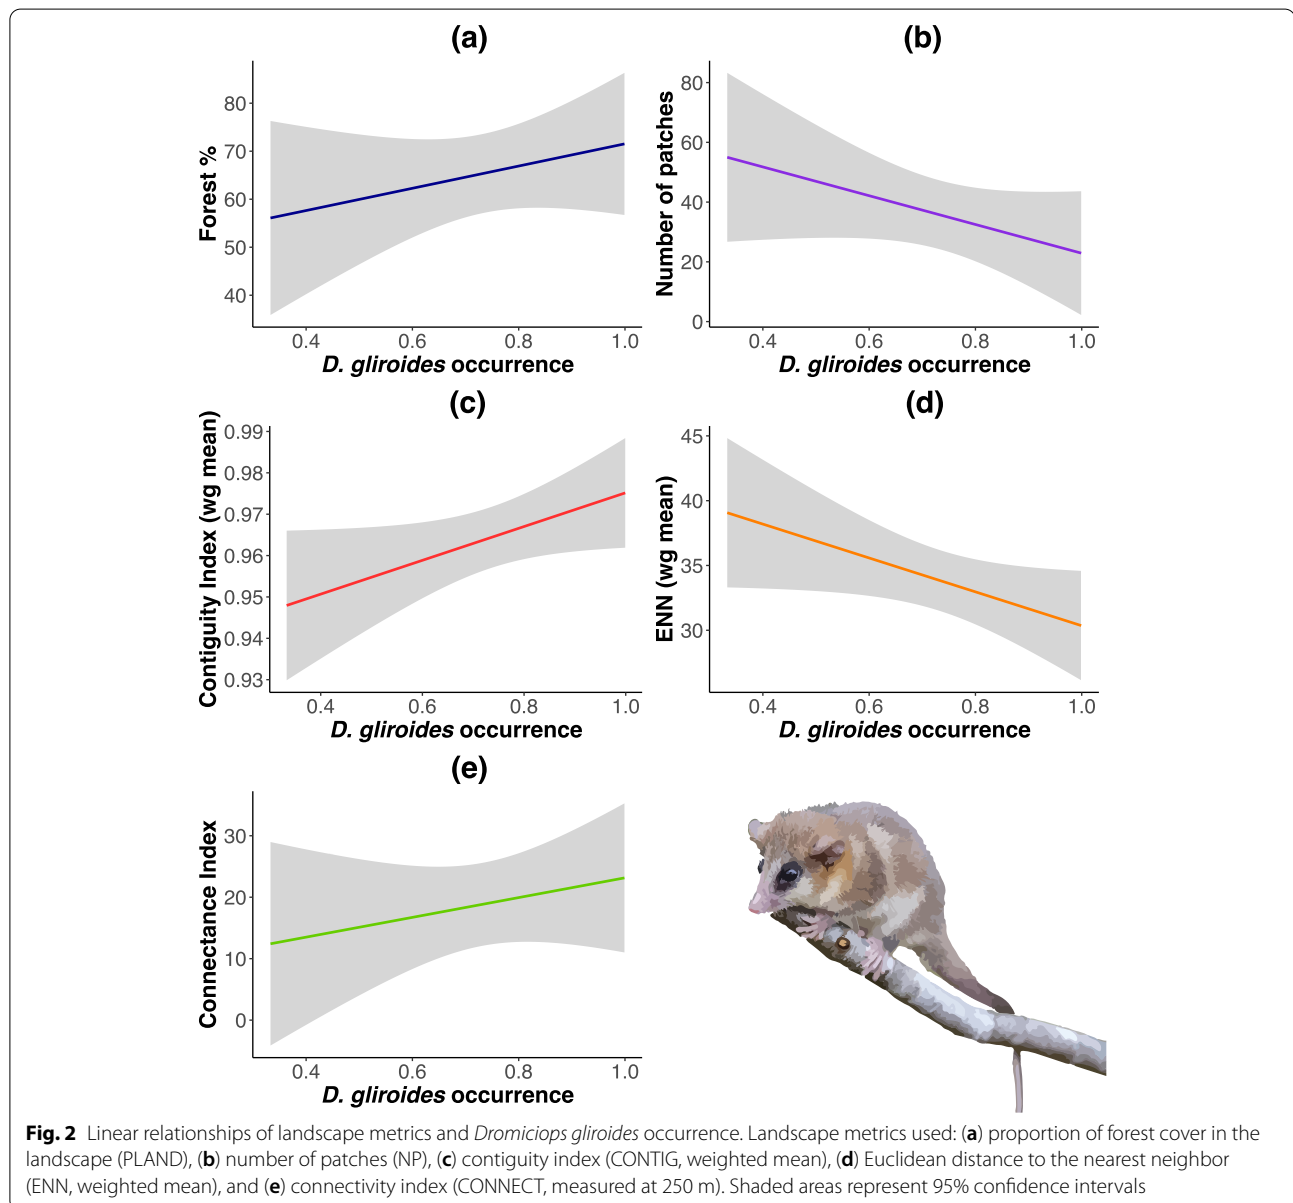 (a)
Forest %
80
70
60
50
40
0.4 0.6 0.8 1.0
D. gliroides occurrence
(b)
Number of patches
80
60
40
20
0
0.4 0.6 0.8 1.0
D. gliroides occurrence
(c)
Contiguity Index (wg mean)
0.99
0.98
0.97
0.96
0.95
0.94
0.93
0.4 0.6 0.8 1.0
D. gliroides occurrence
(d)
ENN (wg mean)
45
40
35
30
0.4 0.6 0.8 1.0
D. gliroides occurrence
(e)
Connectance Index
30
20
10
0
0.4 0.6 0.8 1.0
D. gliroides occurrence
Fig. 2 Linear relationships of landscape metrics and Dromiciops gliroides occurrence. Landscape metrics used: (a) proportion of forest cover in the
landscape (PLAND), (b) number of patches (NP), (c) contiguity index (CONTIG, weighted mean), (d) Euclidean distance to the nearest neighbor
(ENN, weighted mean), and (e) connectivity index (CONNECT, measured at 250 m). Shaded areas represent 95% confidence intervals